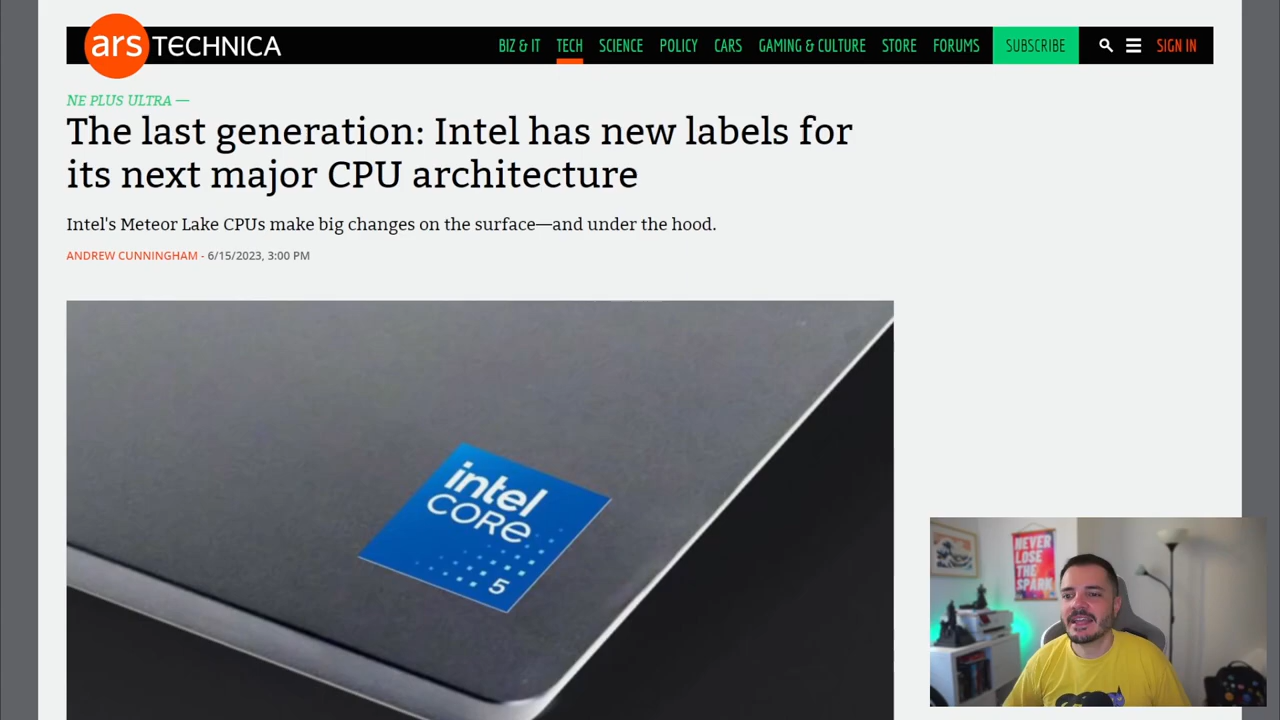 ars TECHNICA
BIZ & IT TECH SCIENCE POLICY CARS GAMING & CULTURE STORE FORUMS SUBSCRIBE SIGN IN
NE PLUS ULTRA —
The last generation: Intel has new labels for
its next major CPU architecture
Intel's Meteor Lake CPUs make big changes on the surface—and under the hood.
ANDREW CUNNINGHAM - 6/15/2023, 3:00 PM
intel
CORE
5
NEVER
LOSE
THE
SPARK